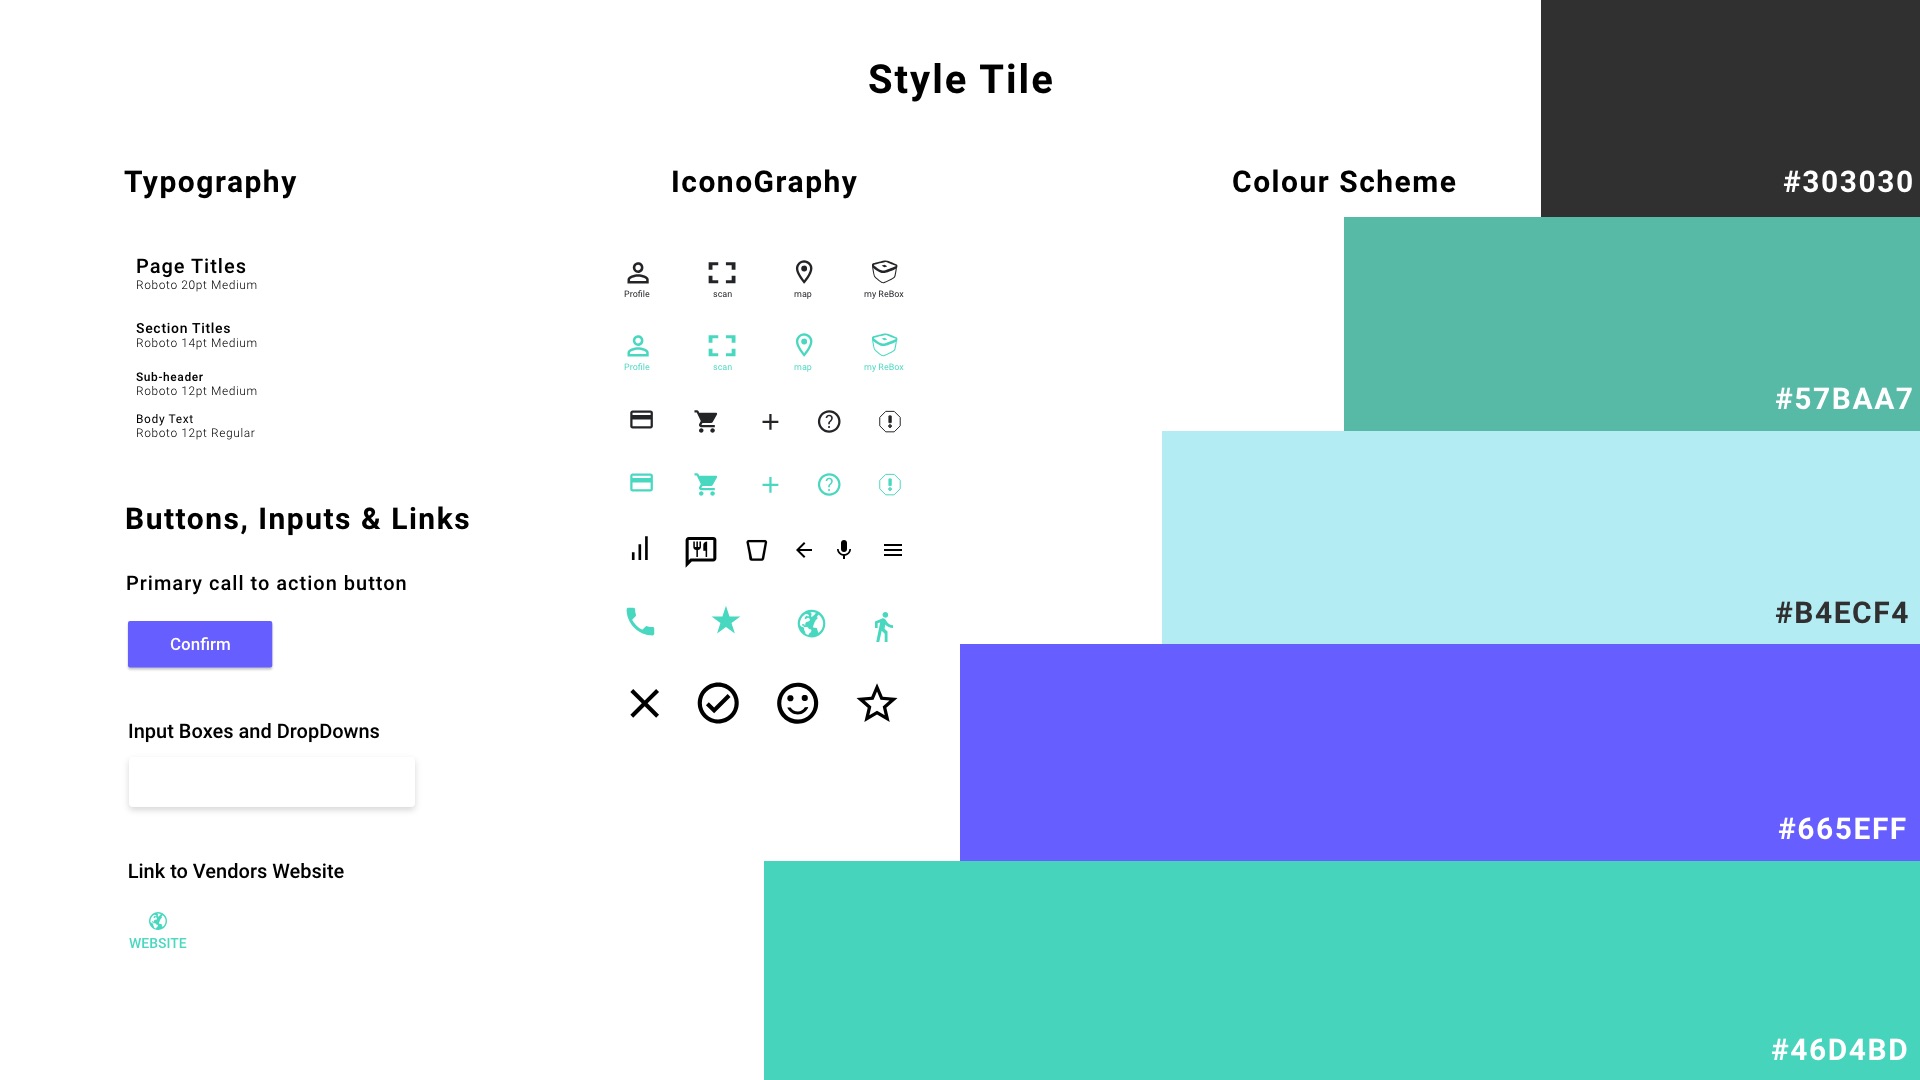 Style Tile
Typography
Page Titles
Roboto 20pt Medium
Section Titles
Roboto 14pt Medium
Sub-header
Roboto 12pt Medium
Body Text
Roboto 12pt Regular
Buttons, Inputs & Links
Primary call to action button
Confirm
Input Boxes and DropDowns
Link to Vendors Website
WEBSITE
IconoGraphy
Profile scan map my ReBox
Profile scan map my ReBox
Colour Scheme
#303030
#57BAA7
#B4ECF4
#665EFF
#46D4BD